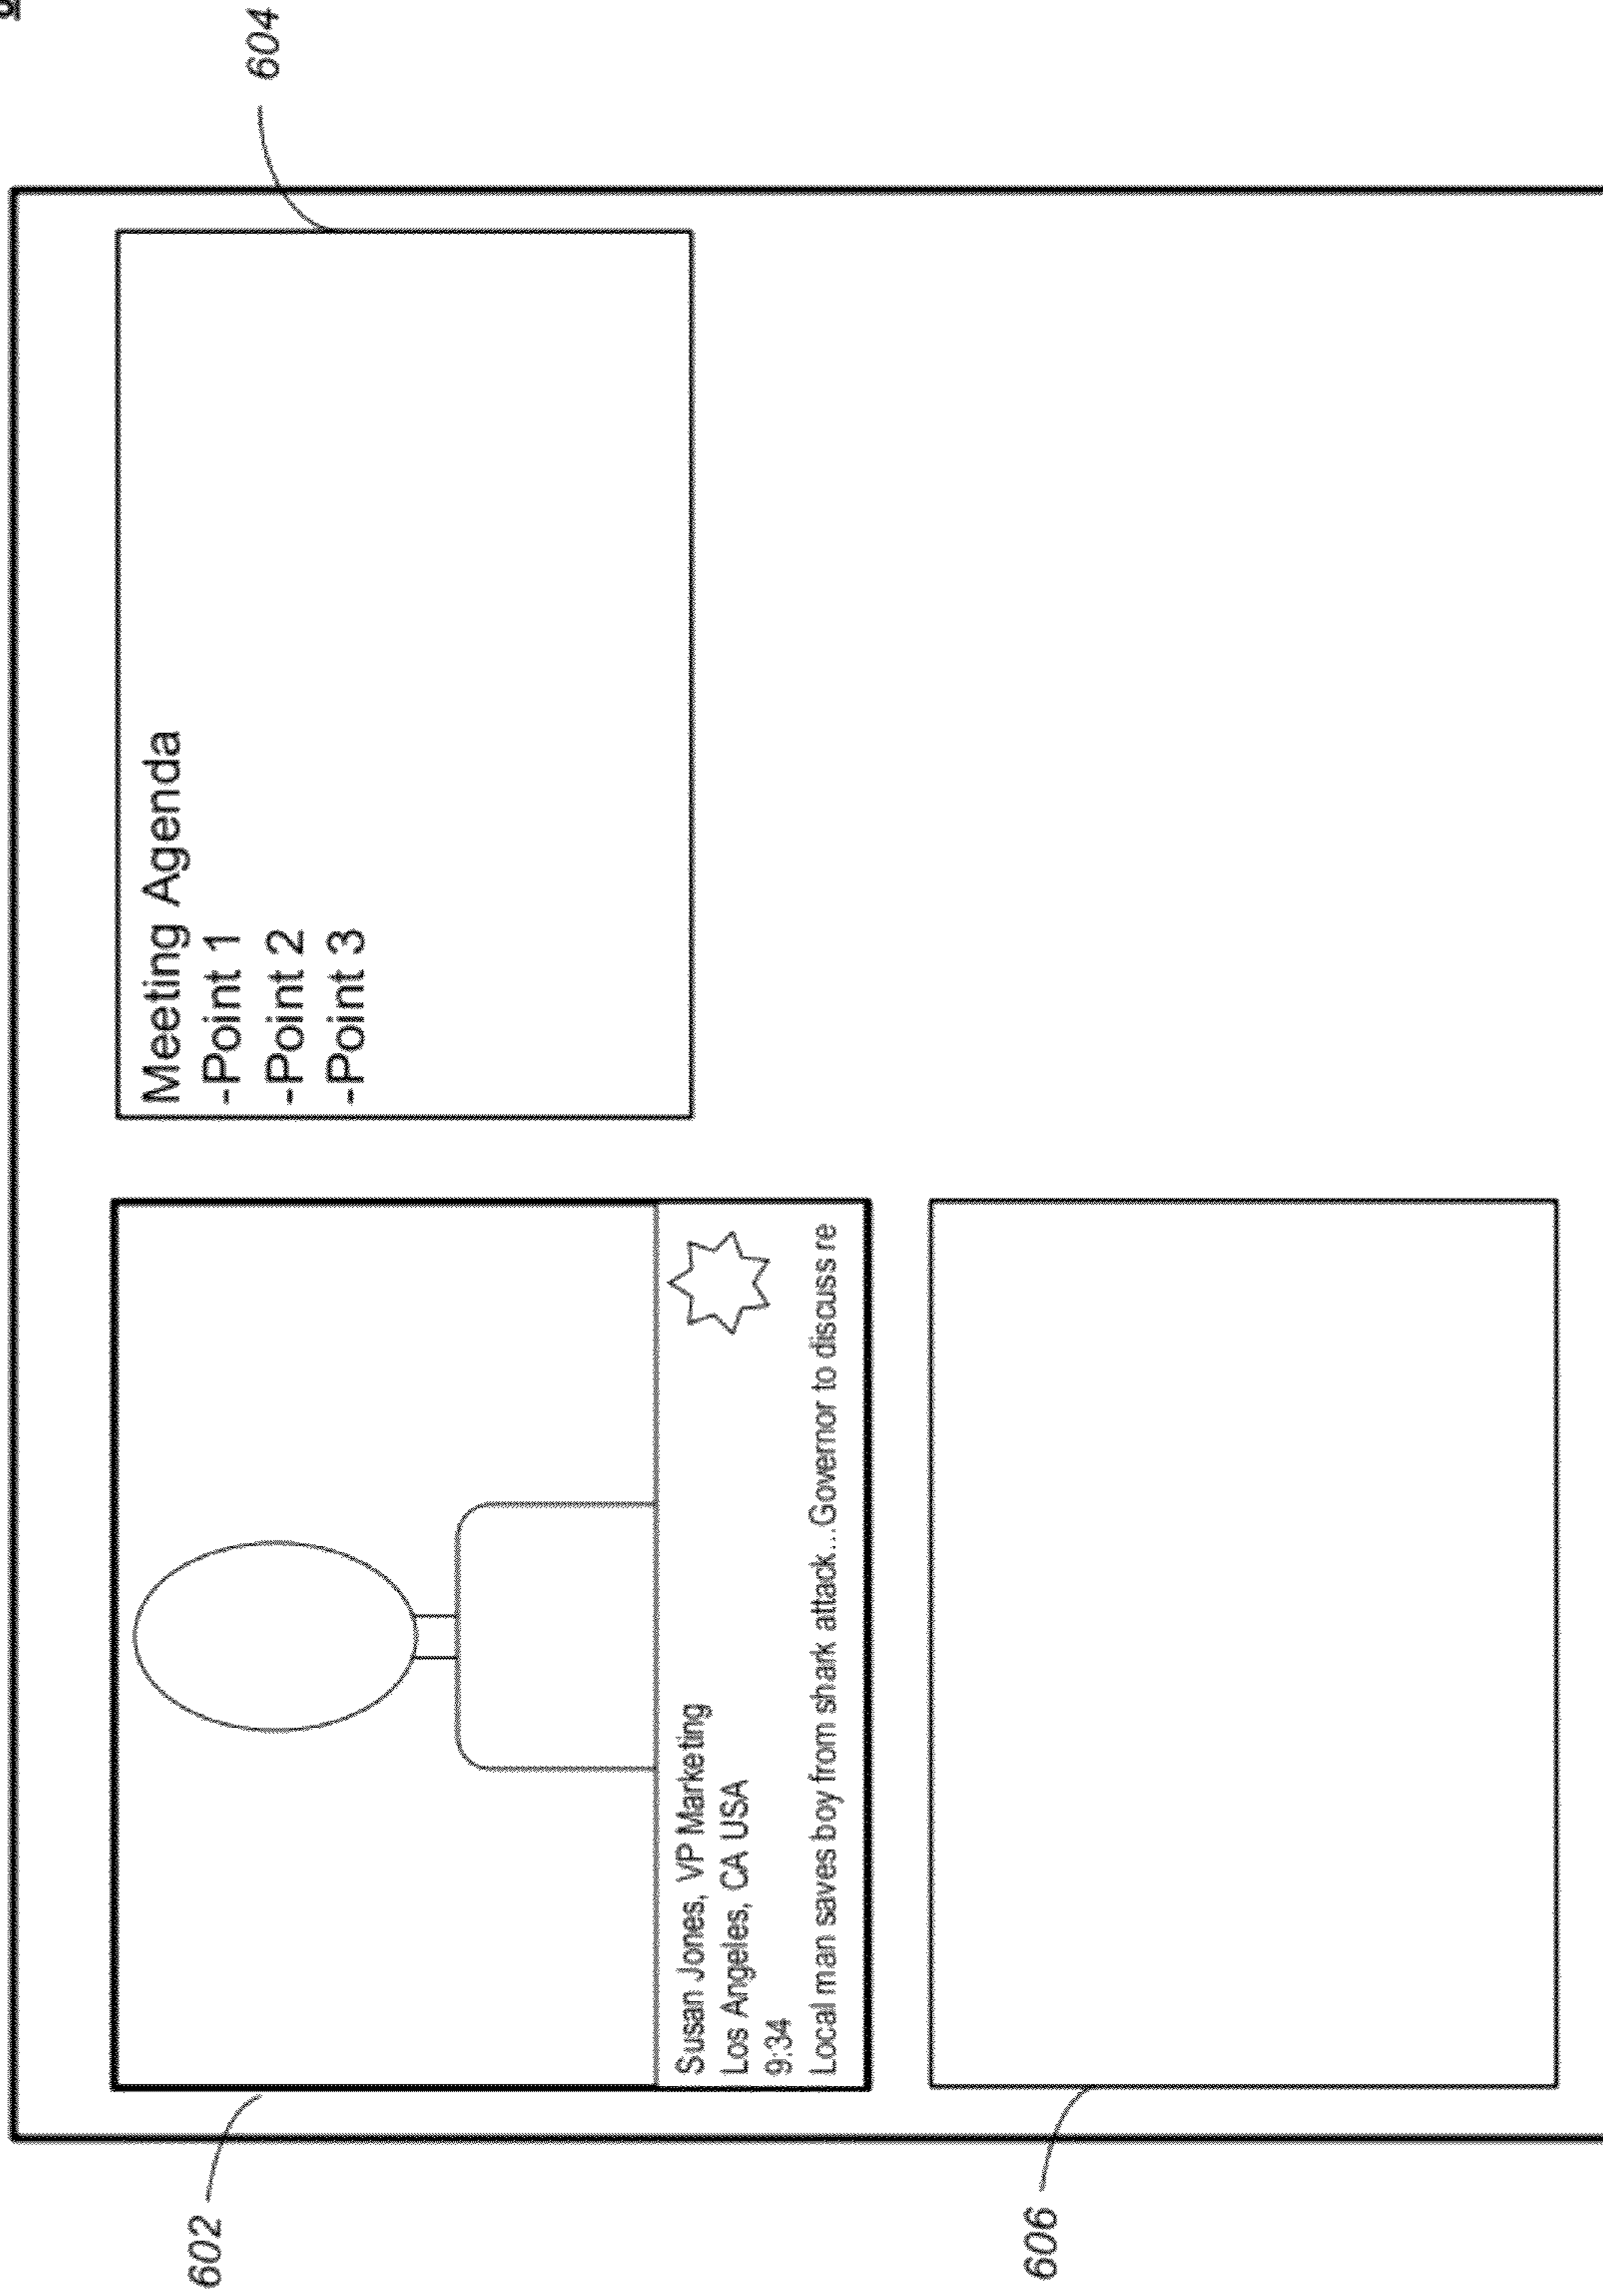 604
Meeting Agenda
-Point 1
-Point 2
-Point 3
602
Susan Jones, VP Marketing
Los Angeles, CA USA
9:34
Local man saves boy from shark attack...Governor to discuss re
606